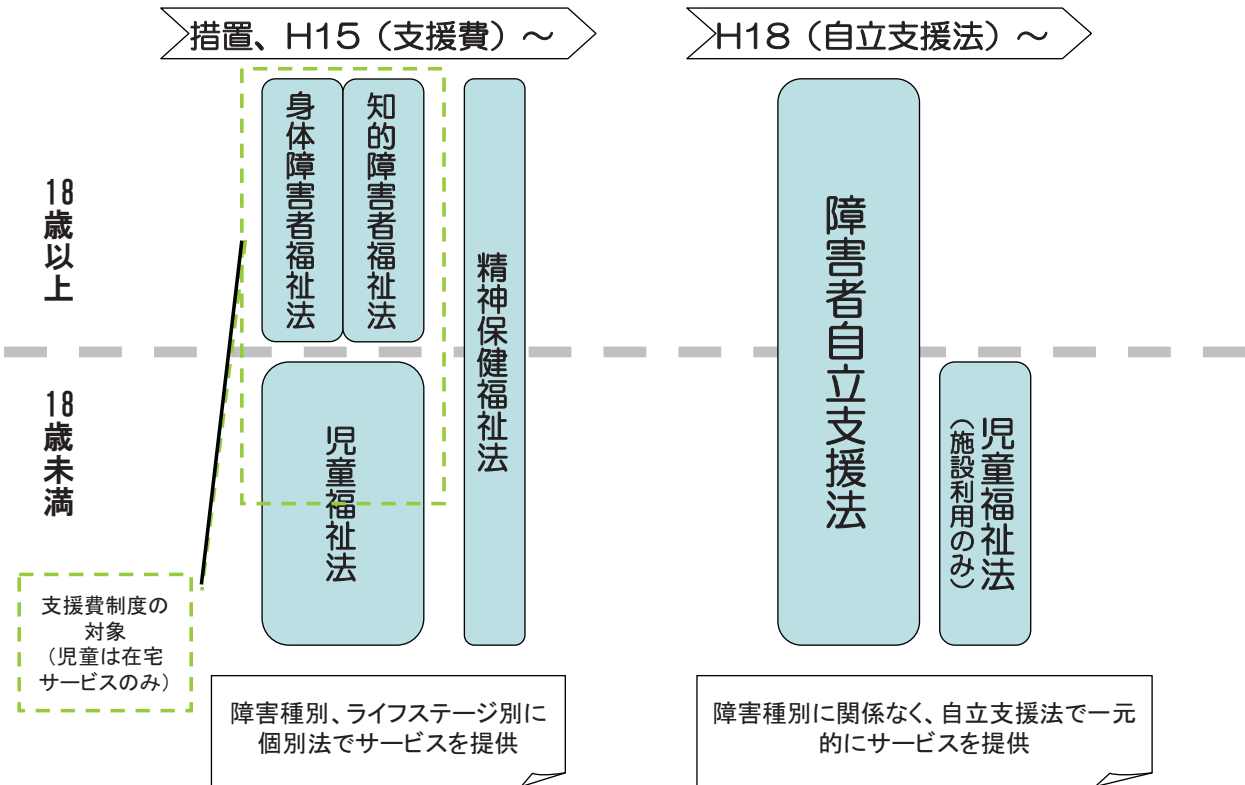 措置、H15（支援費）～
H18（自立支援法）～
18歳以上
18歳未満
身体障害者福祉法
知的障害者福祉法
精神保健福祉法
児童福祉法
支援費制度の
対象
（児童は在宅
サービスのみ）
障害種別、ライフステージ別に
個別法でサービスを提供
障害者自立支援法
児童福祉法
（施設利用のみ）
障害種別に関係なく、自立支援法で一元
的にサービスを提供